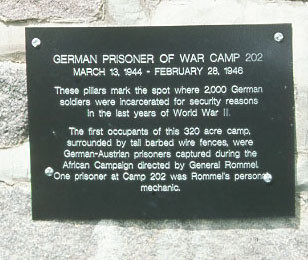 GERMAN PRISONER OF WAR CAMP 202
MARCH 13, 1944 - FEBRUARY 28, 1946
These pillars mark the spot where 2,000 German
soldiers were incarcerated for security reasons
in the last years of World War II.
The first occupants of this 320 acre camp,
surrounded by tall barbed wire fences, were
German-Austrian prisoners captured during the
African Campaign directed by General Rommel.
One prisoner at Camp 202 was Rommel's personal
mechanic.